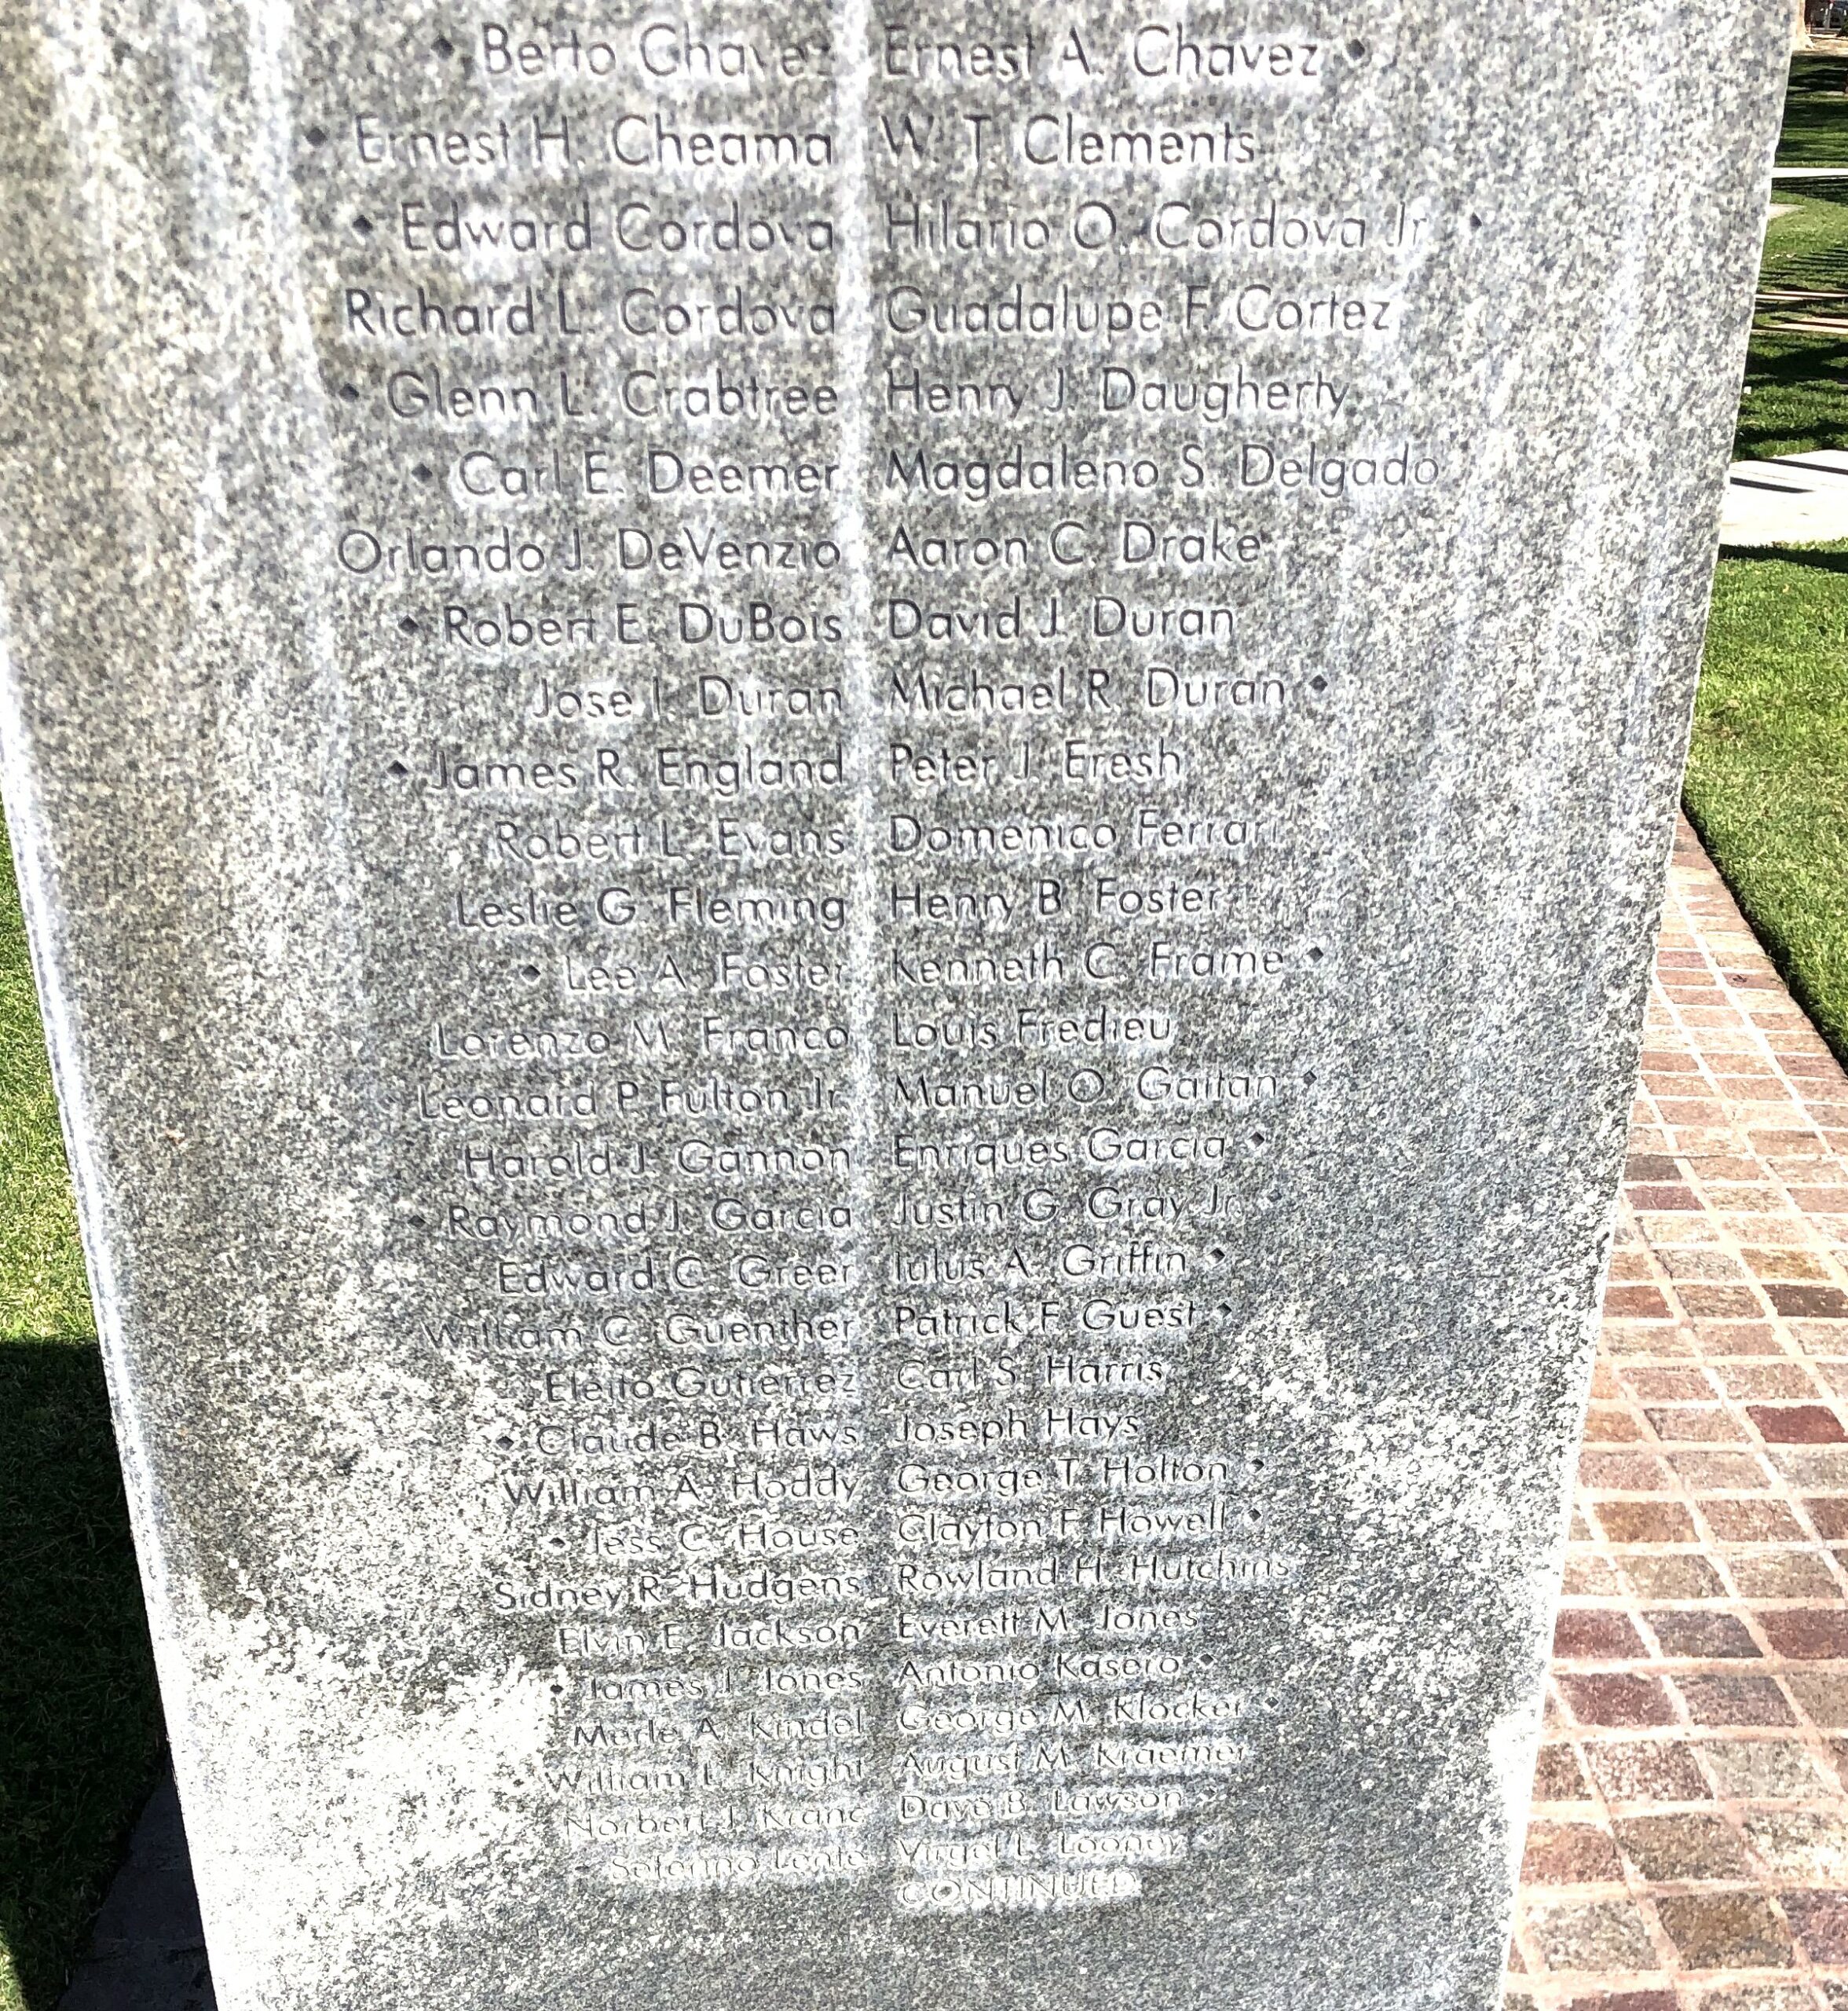 ◆ Berto Chavez Ernest A. Chavez ◆
◆ Ernest H. Cheama W. T. Clements
◆ Edward Cordova Hilario O. Cordova Jr. ◆
Richard L. Cordova Guadalupe F. Cortez
◆ Glenn L. Crabtree Henry J. Daugherty
◆ Carl E. Deemer Magdaleno S. Delgado
Orlando J. DeVenzio Aaron C. Drake
◆ Robert E. DuBois David J. Duran
Jose I. Duran Michael R. Duran ◆
◆ James R. England Peter J. Eresh
Robert L. Evans Domenico Ferrari
Leslie G. Fleming Henry B. Foster
◆ Lee A. Foster Kenneth C. Frame ◆
Lorenzo M. Franco Louis Fredieu
Leonard P. Fulton Jr. Manuel O. Gaitan ◆
Harold J. Gannon Enriques Garcia ◆
◆ Raymond J. Garcia Justin G. Gray Jr. ◆
Edward C. Greer Iulus A. Griffin ◆
William C. Guenther Patrick F. Guest ◆
Eleito Gutierrez Carl S. Harris
◆ Claude B. Haws Joseph Hays
William A. Hoddy George T. Holton ◆
◆ Jess C. House Clayton F. Howell ◆
Sidney R. Hudgens Rowland H. Hutchins
Elvin E. Jackson Everett M. Jones
◆ James J. Jones Antonio Kasero ◆
Merle A. Kindel George M. Klocker ◆
William L. Knight August M. Kraemer
Norbert J. Kranc Dave B. Lawson ◆
◆ Seferino Lente Virgel L. Looney ◆
CONTINUED